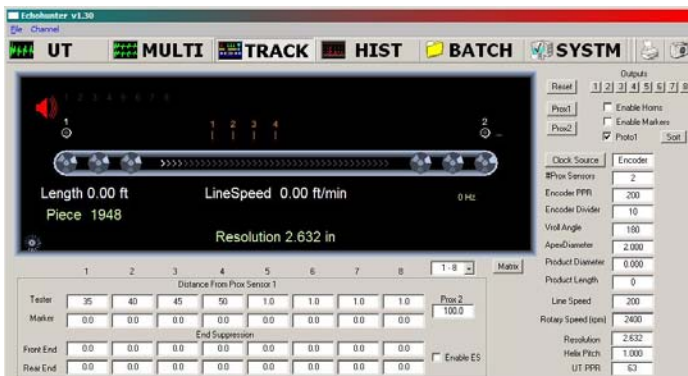 Echohunter v1.30
File Channel
UT MULTI TRACK HIST BATCH SYSTM
Outputs
Reset 1 2 3 4 5 6 7 8
1 2 3 4 5 6 7 8
Prox1 Enable Horns
Enable Markers
Prox2 Proto1 Sort
1 1 2 3 4 2
Clock Source Encoder
#Prox Sensors 2
Encoder PPR 200
Encoder Divider 10
Vroll Angle 180
ApexDiameter 2.000
Product Diameter 0.000
Product Length 0
Line Speed 200
Rotary Speed (rpm) 2400
Resolution 2.632
Helix Pitch 1.000
UT PPR 63
Length 0.00 ft LineSpeed 0.00 ft/min 0 Hz
Piece 1948
Resolution 2.632 in
1 2 3 4 5 6 7 8 1 - 8 Matrix
Distance From Prox Sensor 1
Tester 35 40 45 50 1.0 1.0 1.0 1.0 Prox 2
100.0
Marker 0.0 0.0 0.0 0.0 0.0 0.0 0.0 0.0
End Suppression
Front End 0.0 0.0 0.0 0.0 0.0 0.0 0.0 0.0
Enable ES
Rear End 0.0 0.0 0.0 0.0 0.0 0.0 0.0 0.0